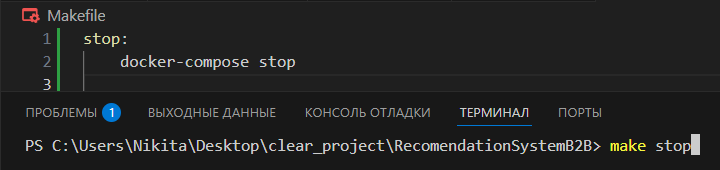 Makefile
1 stop:
2 docker-compose stop
3
ПРОБЛЕМЫ 1 ВЫХОДНЫЕ ДАННЫЕ КОНСОЛЬ ОТЛАДКИ ТЕРМИНАЛ ПОРТЫ
PS C:\Users\Nikita\Desktop\clear_project\RecomendationSystemB2B> make stop